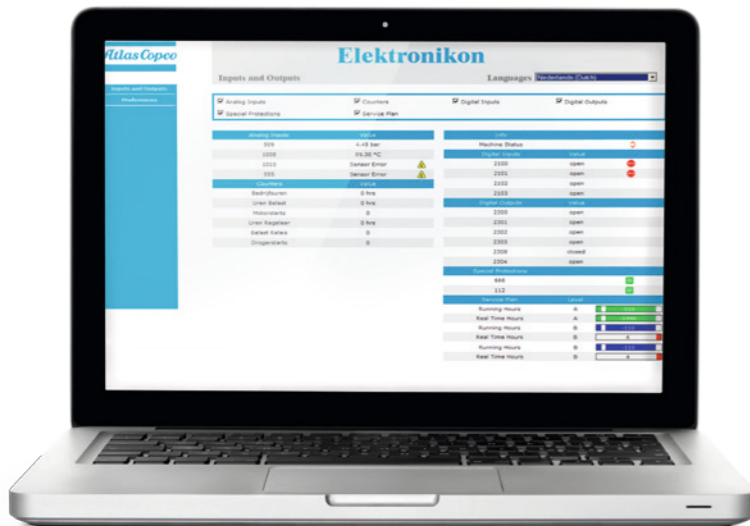 Atlas Copco
Elektronikon
Inputs and Outputs
Languages
Nederlands (Dutch)
Inputs and Outputs
Preferences
Analog Inputs
Counters
Digital Inputs
Digital Outputs
Special Protections
Service Plan
Analog Inputs Value
4.48 bar
Sensor Error
Sensor Error
Counters Value
Bedrijfsuren 0 hrs
Uren Belast 0 hrs
Motorstarts 0
Uren Regelaar 0 hrs
Belast Relais 0
Drogerstarts 0
Info
Machine Status
Digital Inputs Value
2100 open
2101 open
2102 open
2103 open
Digital Outputs Value
2300 open
2301 open
2302 open
2303 open
closed
2304 open
Special Protections
112
Service Plan Level
Running Hours A
Real Time Hours A
Running Hours B
Real Time Hours B
Running Hours
Real Time Hours